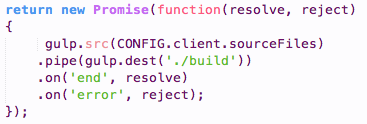 return new Promise(function(resolve, reject)
{
gulp.src(CONFIG.client.sourceFiles)
.pipe(gulp.dest('./build'))
.on('end', resolve)
.on('error', reject);
});